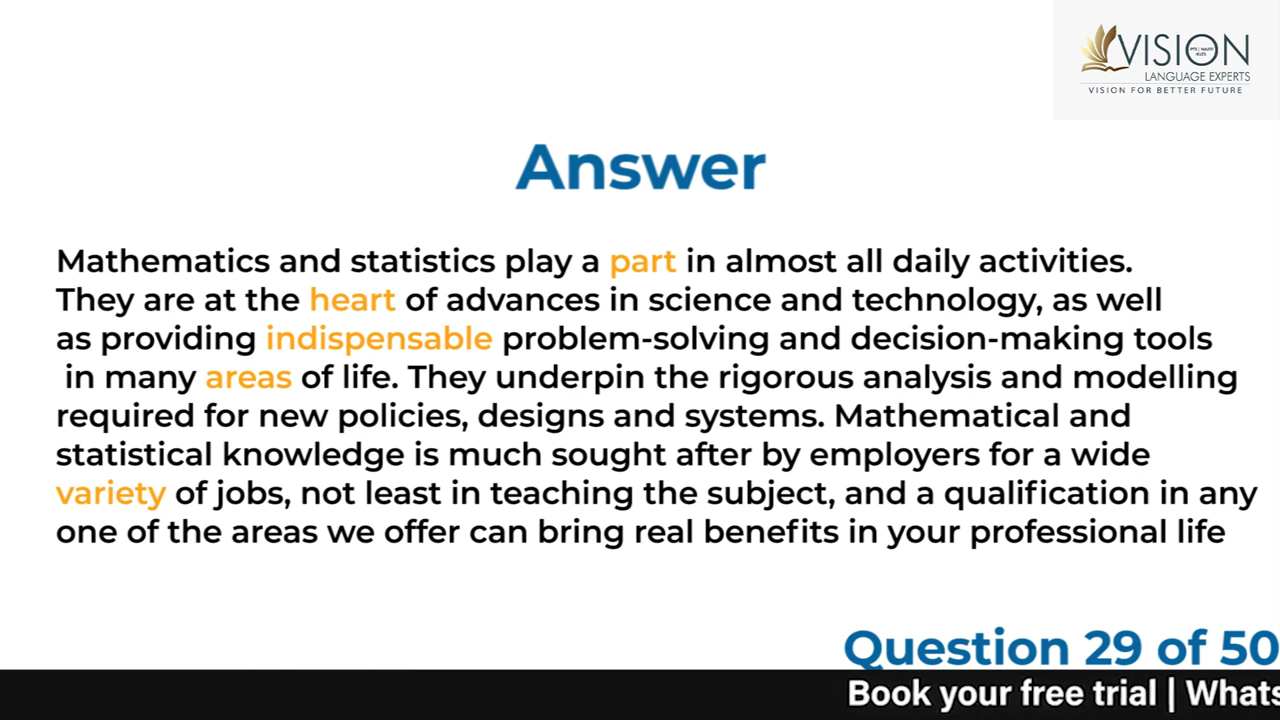 VISION
LANGUAGE EXPERTS
VISION FOR BETTER FUTURE
Answer
Mathematics and statistics play a part in almost all daily activities.
They are at the heart of advances in science and technology, as well
as providing indispensable problem-solving and decision-making tools
in many areas of life. They underpin the rigorous analysis and modelling
required for new policies, designs and systems. Mathematical and
statistical knowledge is much sought after by employers for a wide
variety of jobs, not least in teaching the subject, and a qualification in any
one of the areas we offer can bring real benefits in your professional life
Question 29 of 50
Book your free trial | Whats